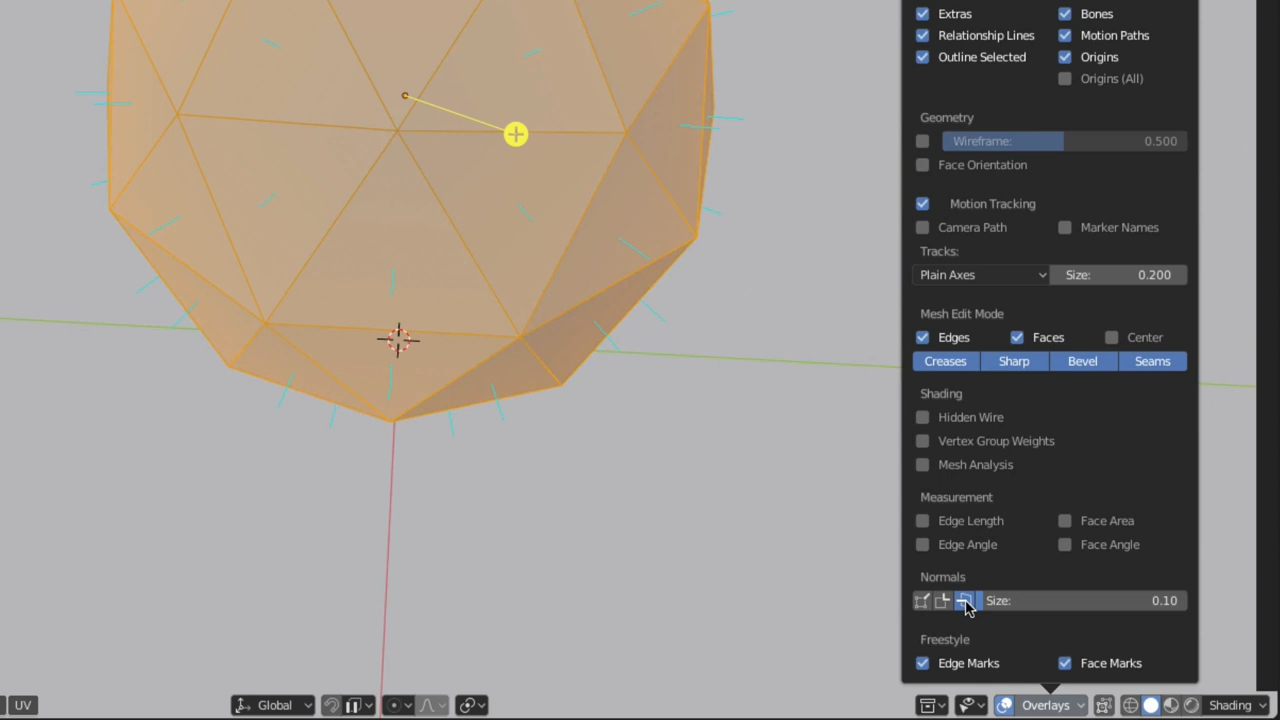 Extras Bones
Relationship Lines Motion Paths
Outline Selected Origins
Origins (All)
Geometry
Wireframe: 0.500
Face Orientation
Motion Tracking
Camera Path Marker Names
Tracks:
Plain Axes Size: 0.200
Mesh Edit Mode
Edges Faces Center
Creases Sharp Bevel Seams
Shading
Hidden Wire
Vertex Group Weights
Mesh Analysis
Measurement
Edge Length Face Area
Edge Angle Face Angle
Normals
Size: 0.10
Freestyle
Edge Marks Face Marks
UV Global Overlays Shading